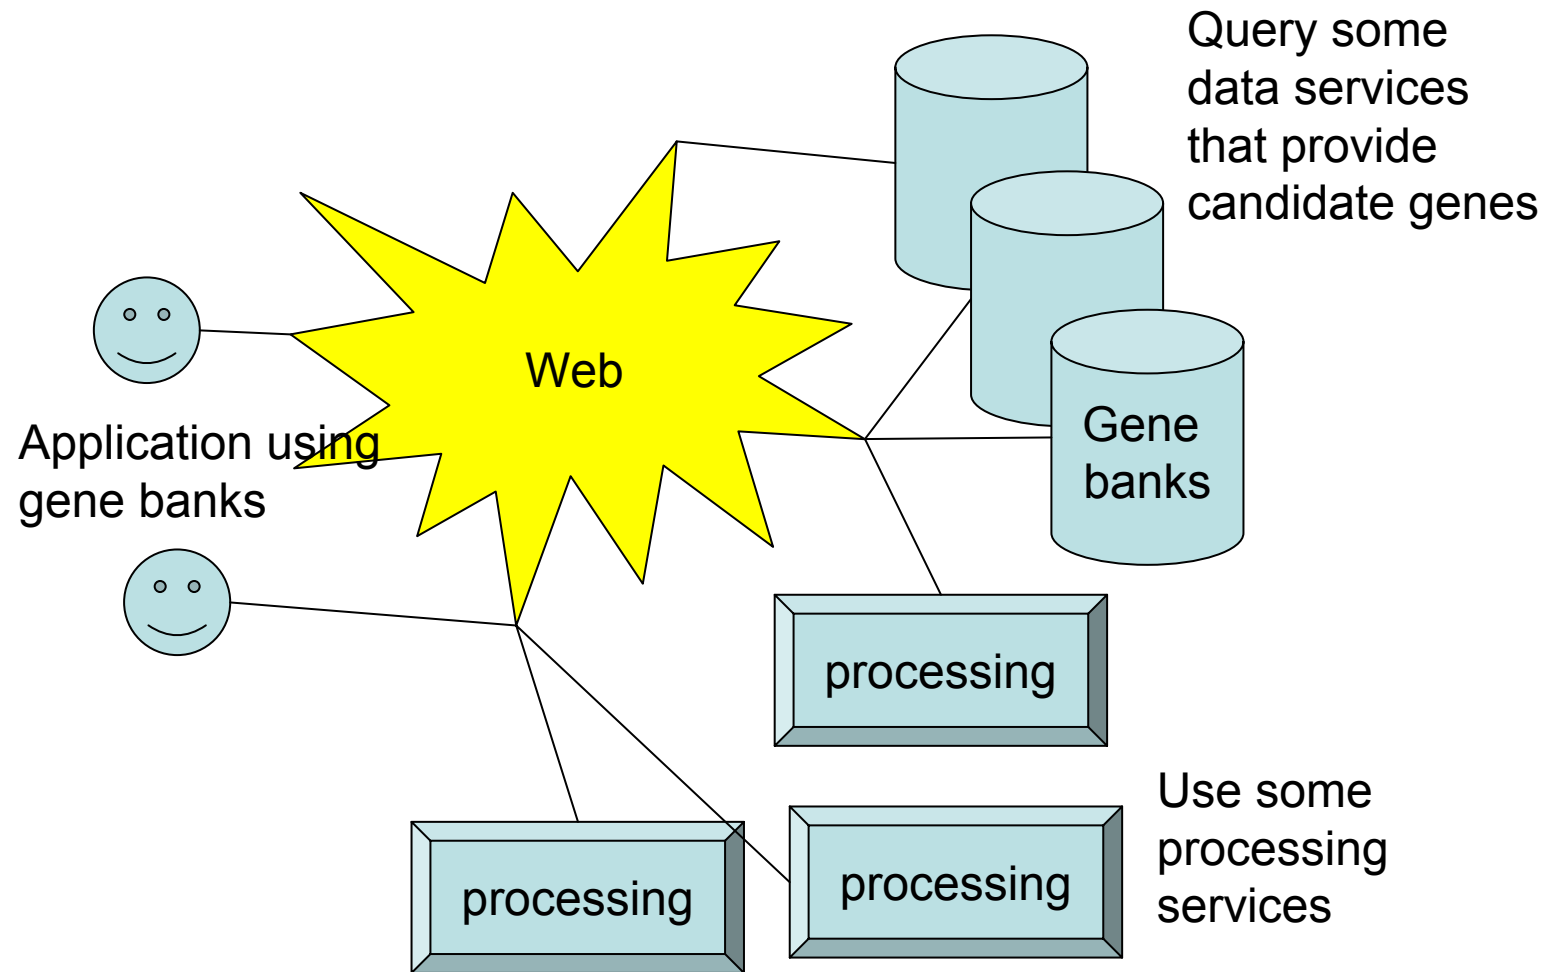 Query some
data services
that provide
candidate genes
Web
Application using
gene banks
Gene
banks
processing
Use some
processing
services
processing
processing